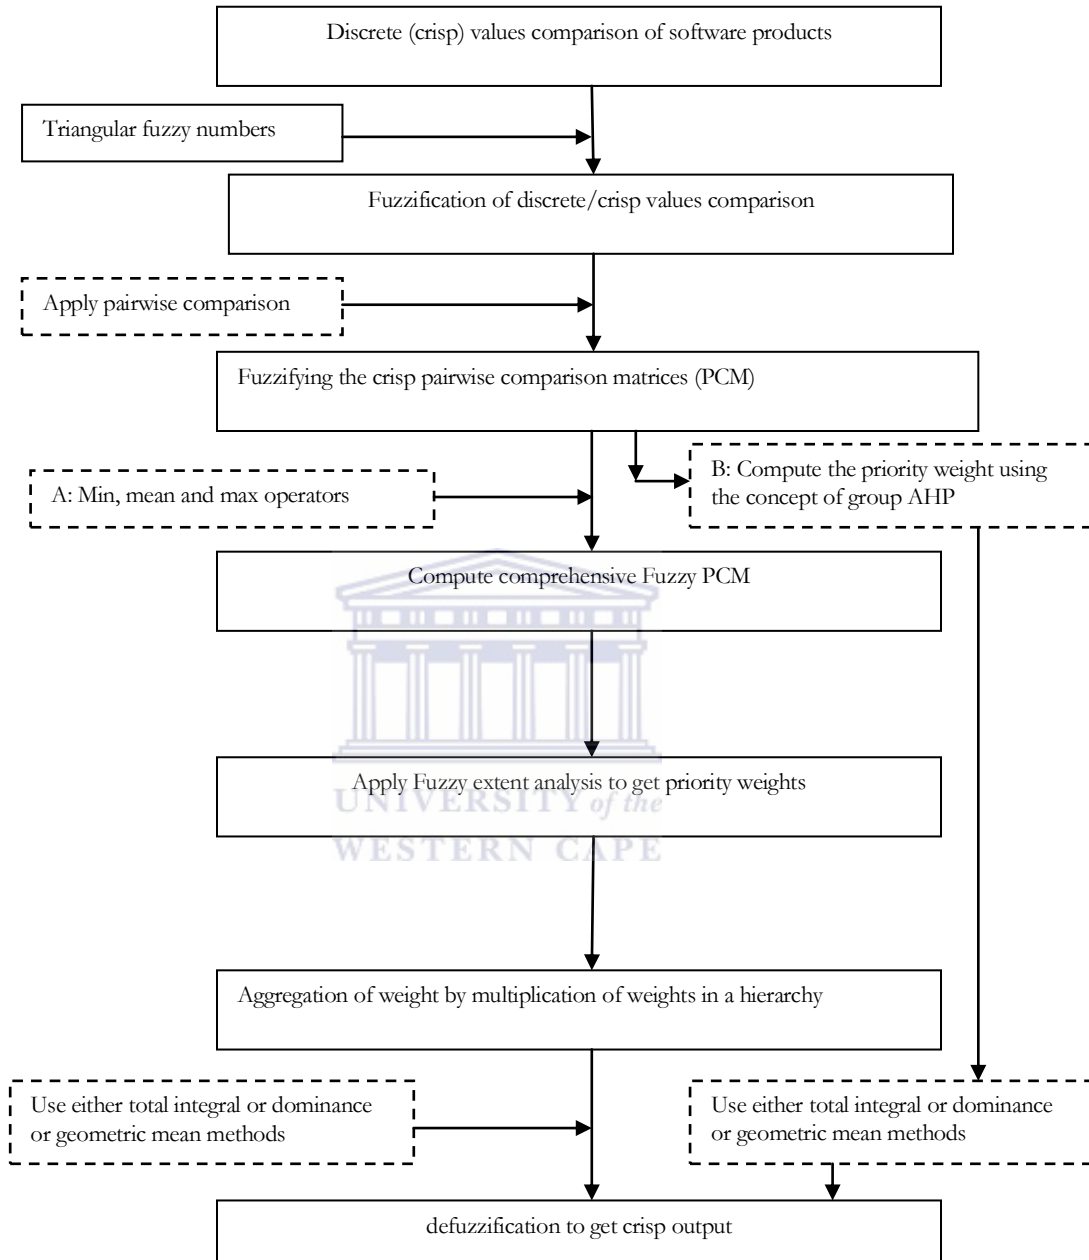 Discrete (crisp) values comparison of software products
Triangular fuzzy numbers
Fuzzification of discrete/crisp values comparison
Apply pairwise comparison
Fuzzifying the crisp pairwise comparison matrices (PCM)
A: Min, mean and max operators
B: Compute the priority weight using
the concept of group AHP
Compute comprehensive Fuzzy PCM
Apply Fuzzy extent analysis to get priority weights
UNIVERSITY of the
WESTERN CAPE
Aggregation of weight by multiplication of weights in a hierarchy
Use either total integral or dominance
or geometric mean methods
Use either total integral or dominance
or geometric mean methods
defuzzification to get crisp output